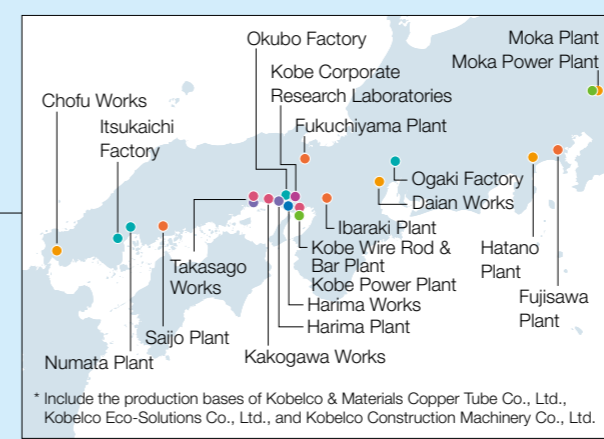 Okubo Factory
Moka Plant
Moka Power Plant
Kobe Corporate
Research Laboratories
Chofu Works
Itsukaichi
Factory
Fukuchiyama Plant
Ogaki Factory
Daian Works
Ibaraki Plant
Kobe Wire Rod &
Bar Plant
Kobe Power Plant
Hatano
Plant
Takasago
Works
Harima Works
Fujisawa
Plant
Harima Plant
Saijo Plant
Kakogawa Works
Numata Plant
* Include the production bases of Kobelco & Materials Copper Tube Co., Ltd.,
Kobelco Eco-Solutions Co., Ltd., and Kobelco Construction Machinery Co., Ltd.